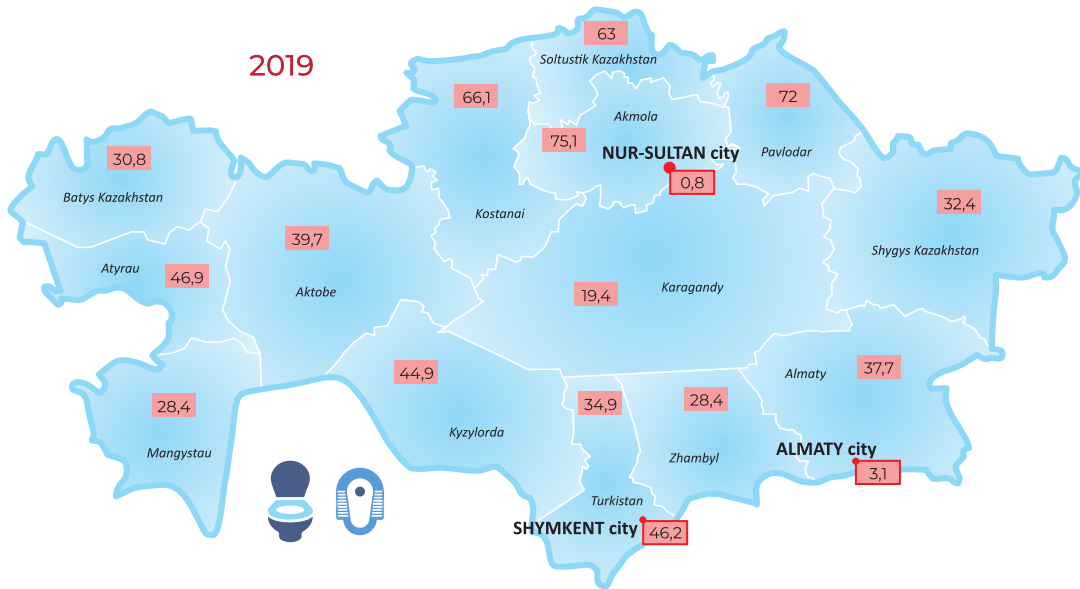 2019
63
Soltustik Kazakhstan
66,1
72
Akmola
75,1
NUR-SULTAN city
Pavlodar
30,8
0,8
Batys Kazakhstan
32,4
Kostanai
39,7
Shygys Kazakhstan
Atyrau
46,9
Aktobe
19,4
Karagandy
44,9
37,7
Almaty
28,4
34,9
28,4
Kyzylorda
Mangystau
Zhambyl
ALMATY city
3,1
Turkistan
SHYMKENT city
46,2